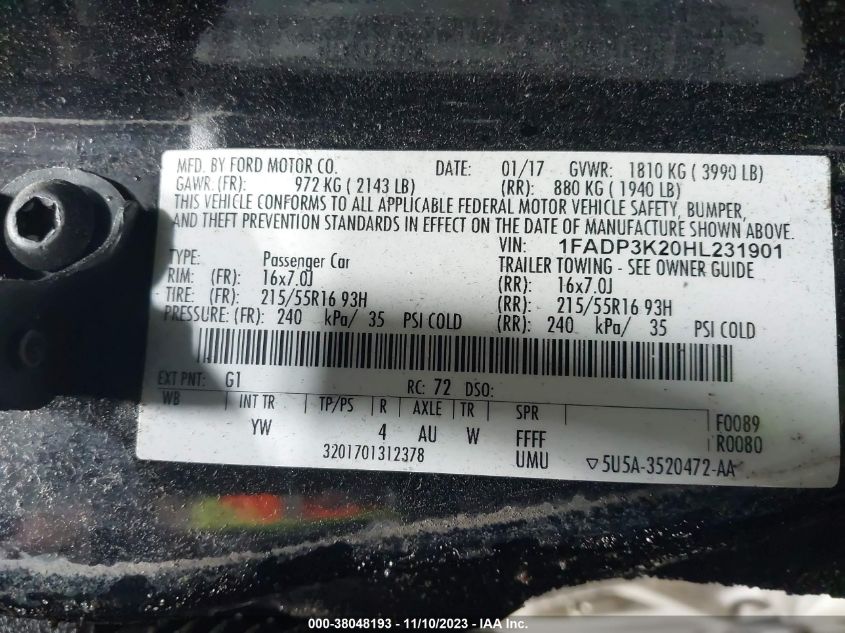 MFD. BY FORD MOTOR CO. DATE: 01/17 GVWR: 1810 KG ( 3990 LB)
GAWR: (FR): 972 KG ( 2143 LB) (RR): 880 KG ( 1940 LB)
THIS VEHICLE CONFORMS TO ALL APPLICABLE FEDERAL MOTOR VEHICLE SAFETY, BUMPER,
AND THEFT PREVENTION STANDARDS IN EFFECT ON THE DATE OF MANUFACTURE SHOWN ABOVE.
VIN: 1FADP3K20HL231901
TYPE: Passenger Car TRAILER TOWING - SEE OWNER GUIDE
RIM: (FR): 16x7.0J (RR): 16x7.0J
TIRE: (FR): 215/55R16 93H (RR): 215/55R16 93H
PRESSURE: (FR): 240 kPa/ 35 PSI COLD (RR): 240 kPa/ 35 PSI COLD
EXT PNT: G1 RC: 72 DSO:
WB INT TR TP/PS R AXLE TR SPR F0089
YW 4 AU W FFFF R0080
3201701312378 UMU ▽5U5A-3520472-AA
000-38048193 - 11/10/2023 - IAA Inc.